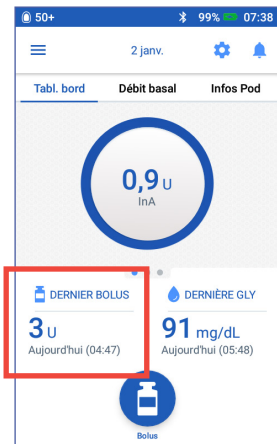 50+ 99% 07:38
2 janv.
Tabl. bord Débit basal Infos Pod
0,9 U
InA
DERNIER BOLUS DERNIÈRE GLY
3 U 91 mg/dL
Aujourd'hui (04:47) Aujourd'hui (05:48)
Bolus